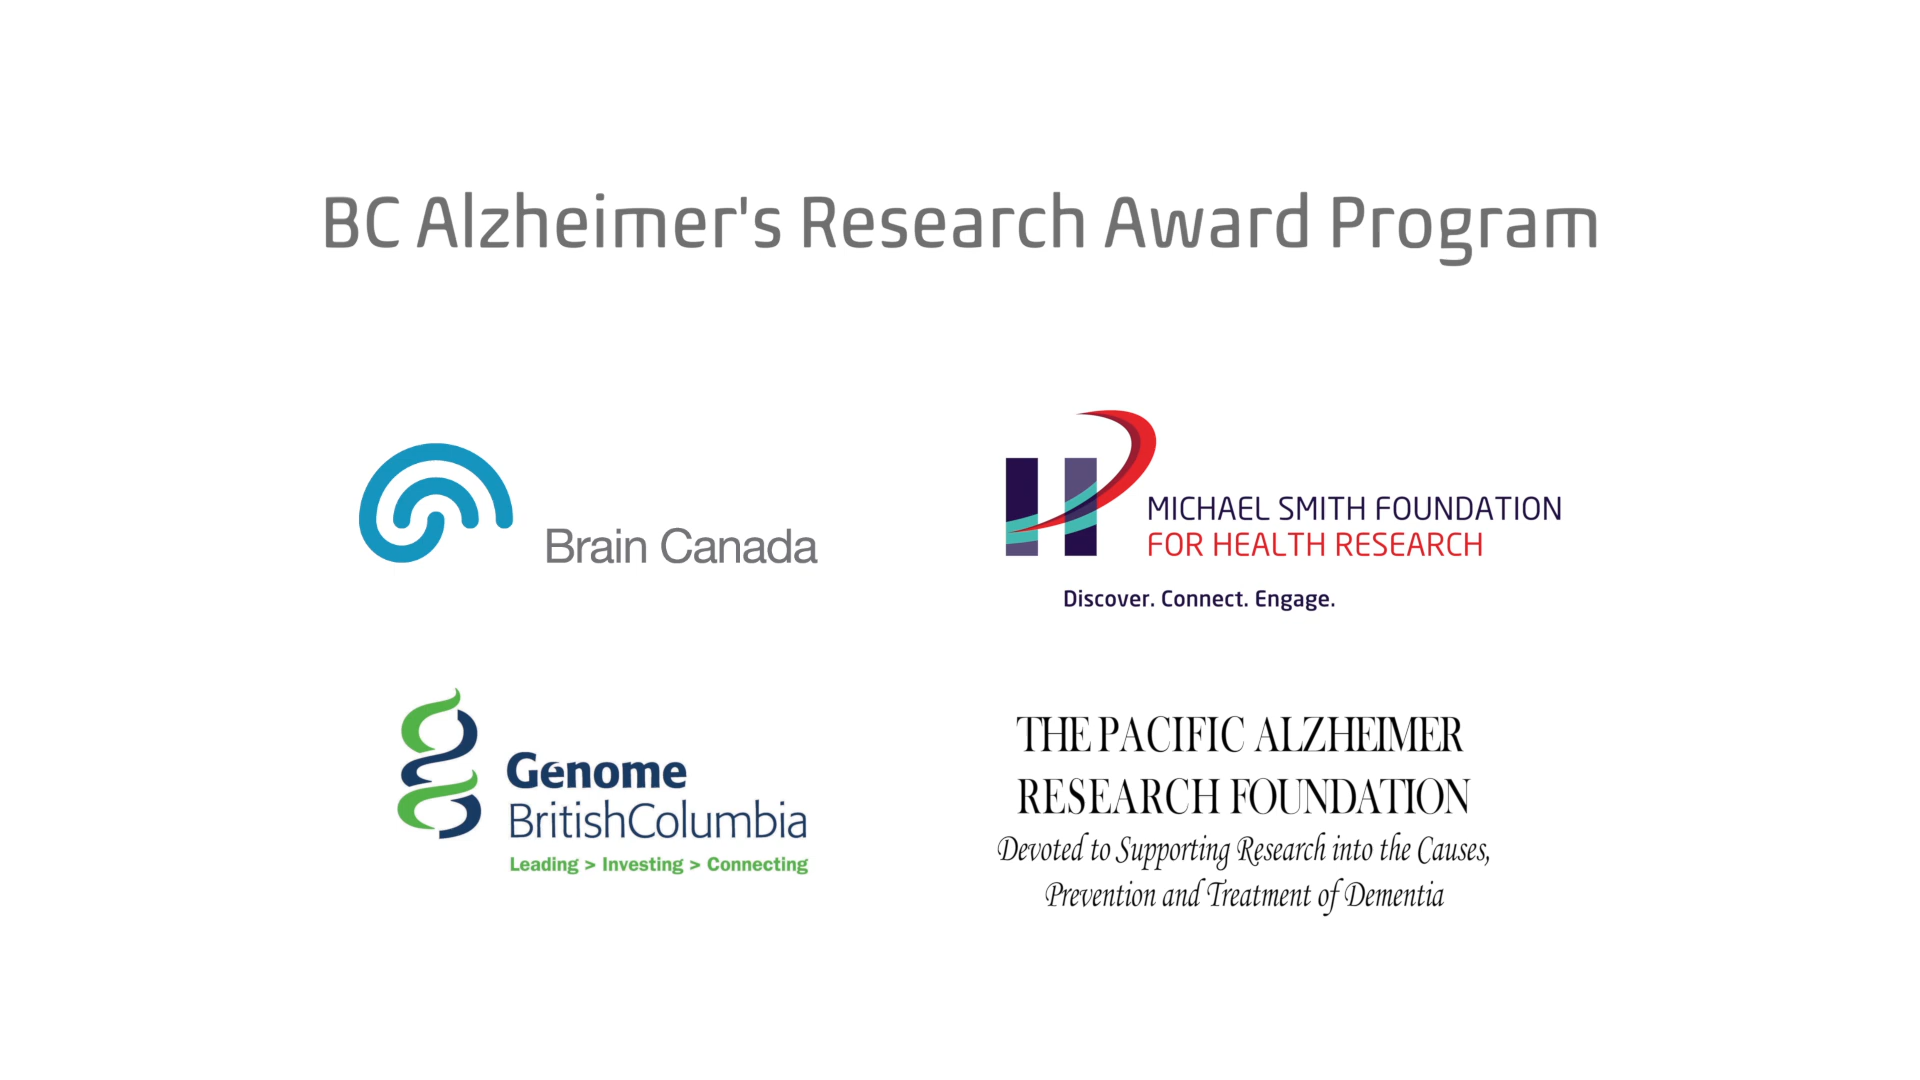 BC Alzheimer's Research Award Program
Brain Canada
MICHAEL SMITH FOUNDATION
FOR HEALTH RESEARCH
Discover. Connect. Engage.
Genome
BritishColumbia
Leading > Investing > Connecting
THE PACIFIC ALZHEIMER
RESEARCH FOUNDATION
Devoted to Supporting Research into the Causes,
Prevention and Treatment of Dementia